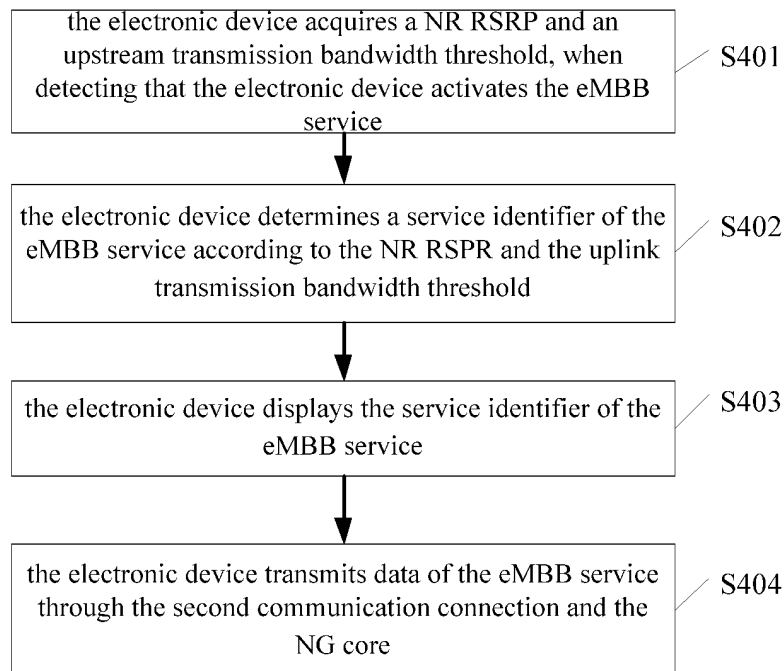 the electronic device acquires a NR RSRP and an
upstream transmission bandwidth threshold, when
detecting that the electronic device activates the eMBB
service
S401
the electronic device determines a service identifier of the
eMBB service according to the NR RSPR and the uplink
transmission bandwidth threshold
S402
the electronic device displays the service identifier of the
eMBB service
S403
the electronic device transmits data of the eMBB service
through the second communication connection and the
NG core
S404